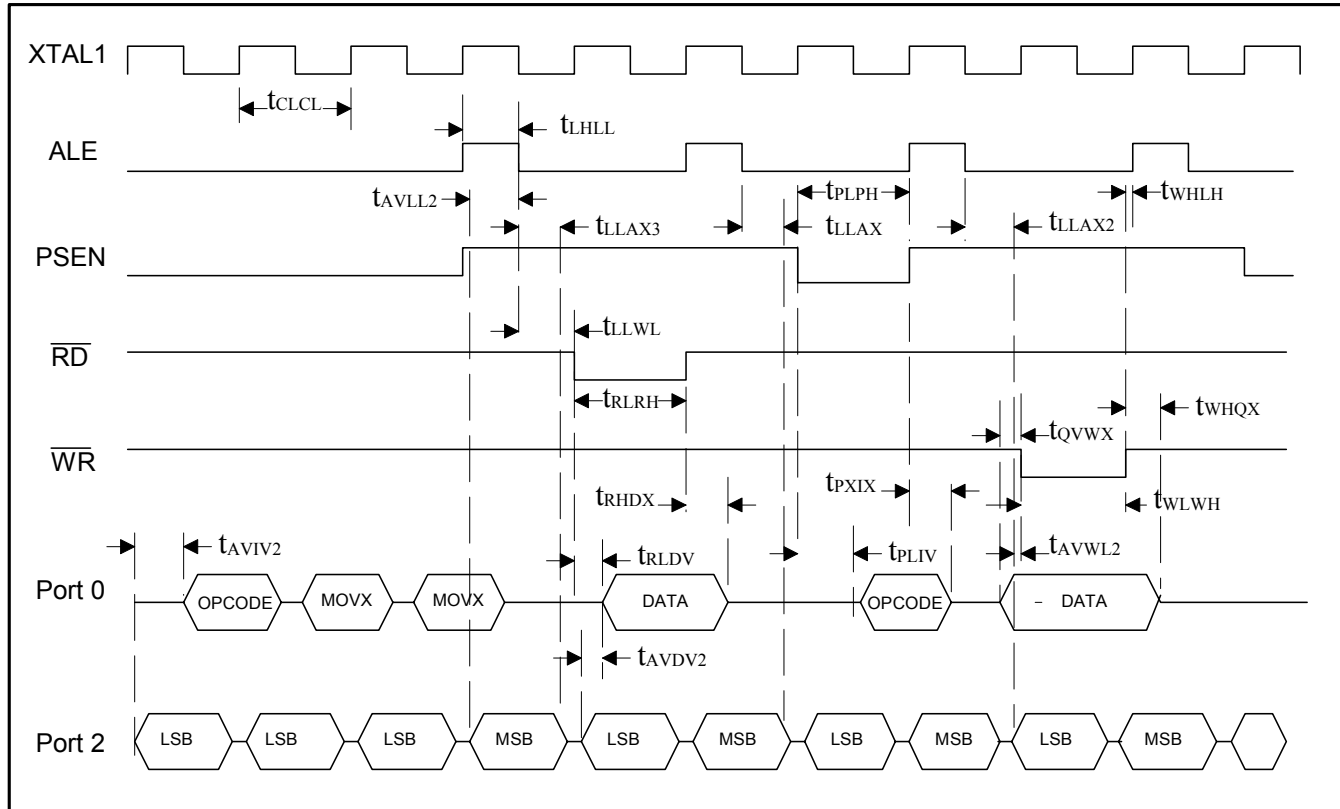 XTAL1
tCLCL
tLHLL
ALE
tAVLL2
tPLPH
tWHLH
tLLAX3
tLLAX
tLLAX2
PSEN
tLLWL
RD
tRLRH
tWHQX
tQVWX
WR
tRHDX
tPXIX
tWLWH
tAVIV2
tRLDV
tPLIV
tAVWL2
Port 0
OPCODE
MOVX
MOVX
DATA
OPCODE
- DATA
tAVDV2
Port 2
LSB
LSB
LSB
MSB
LSB
MSB
LSB
MSB
LSB
MSB